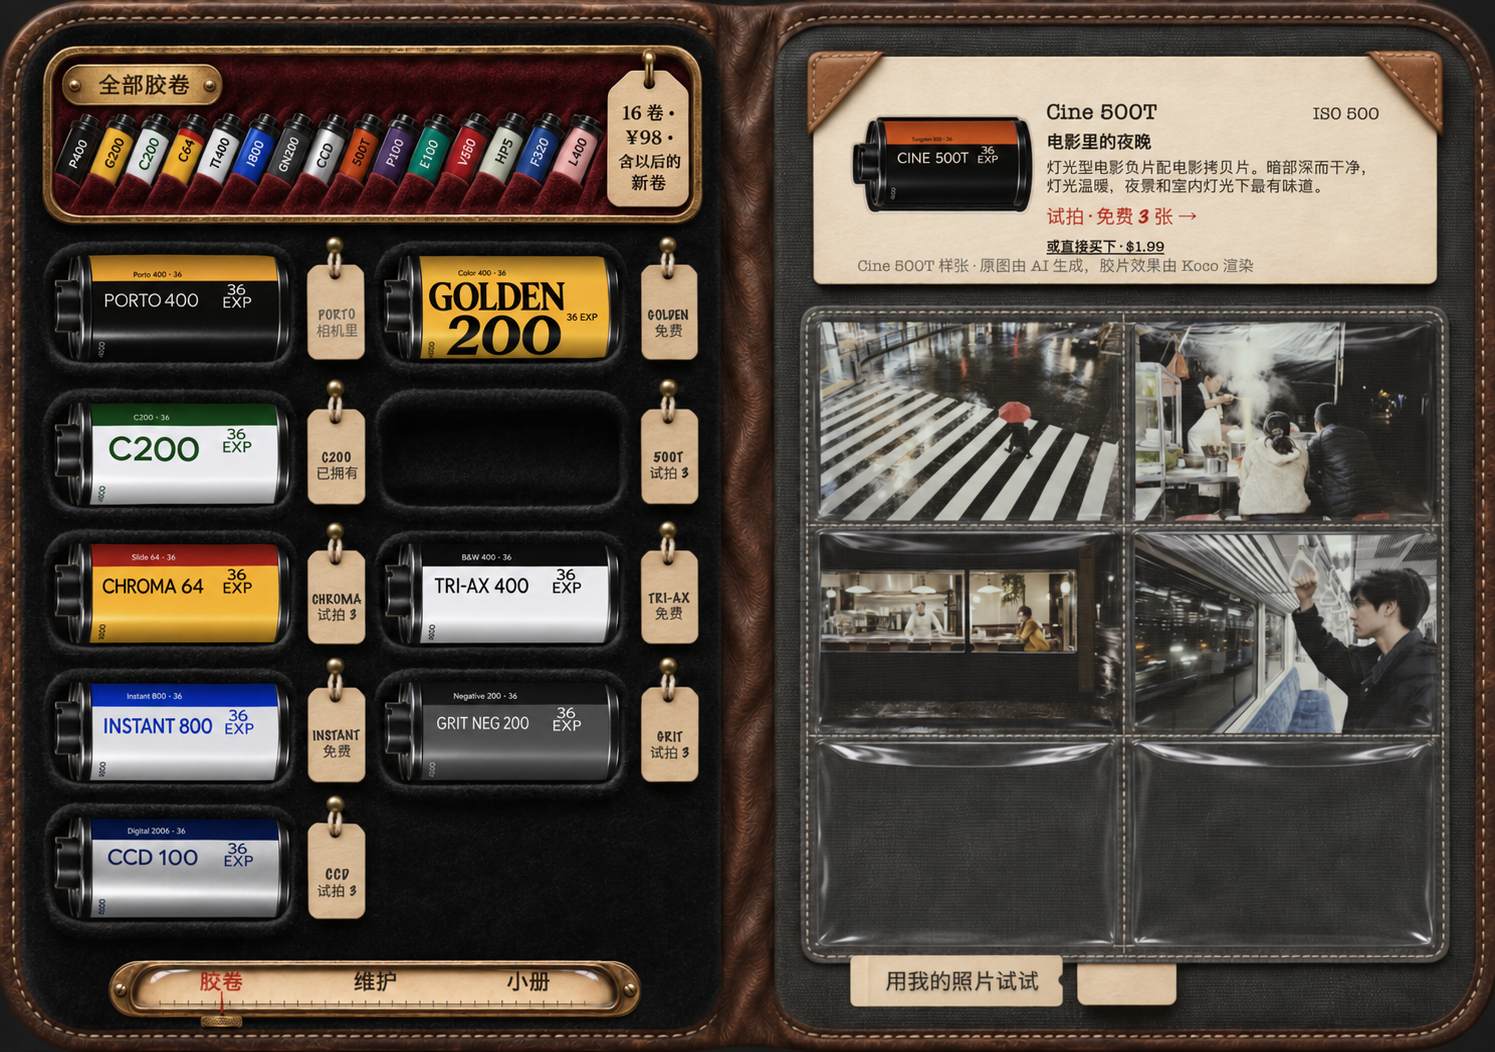 全部胶卷
P400
G200
C200
C64
TT400
I800
GN200
CCD
500T
P100
E100
V5B0
HP5
F320
L400
16 卷 ·
¥98 ·
含以后的
新卷
Porto 400 - 36
PORTO 400
36
EXP
PORTO
相机里
Color 400 - 36
GOLDEN
200
36 EXP
GOLDEN
免费
C200 - 36
C200
36
EXP
C200
已拥有
500T
试拍 3
Slide 64 - 36
CHROMA 64
36
EXP
CHROMA
试拍 3
B&W 400 - 36
TRI-AX 400
36
EXP
TRI-AX
免费
Instant 800 - 36
INSTANT 800
36
EXP
INSTANT
免费
Negative 200 - 36
GRIT NEG 200
36
EXP
GRIT
试拍 3
Digital 2006 - 36
CCD 100
36
EXP
CCD
试拍 3
胶卷
维护
小册
Tungsten 500 - 36
CINE 500T
36
EXP
Cine 500T
ISO 500
电影里的夜晚
灯光型电影负片配电影拷贝片。暗部深而干净，
灯光温暖，夜景和室内灯光下最有味道。
试拍 · 免费 3 张 →
或直接买下 · $1.99
Cine 500T 样张 · 原图由 AI 生成，胶片效果由 Koco 渲染
用我的照片试试